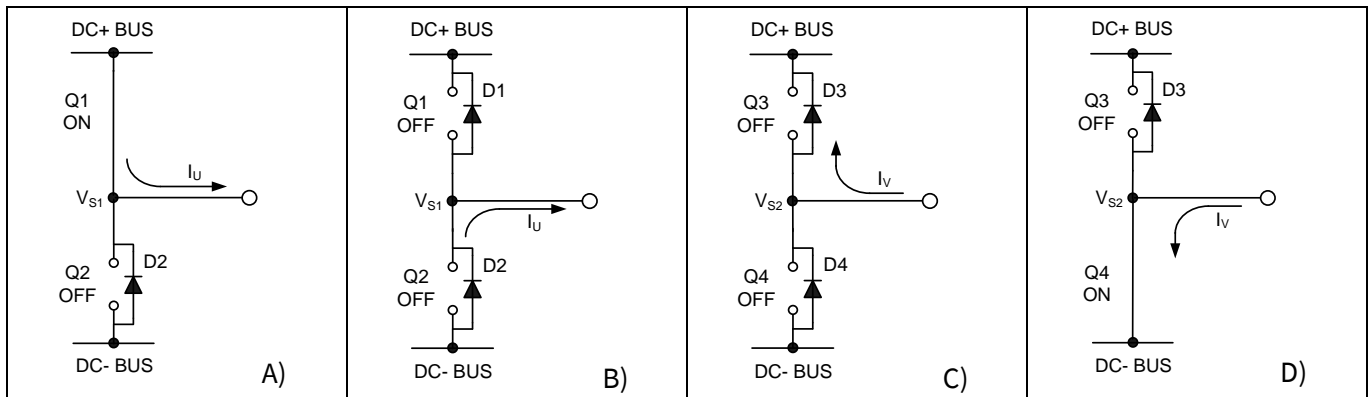 DC+ BUS
Q1
ON
I_U
V_S1
Q2
OFF
D2
DC- BUS
A)
DC+ BUS
Q1
OFF
D1
V_S1
I_U
Q2
OFF
D2
DC- BUS
B)
DC+ BUS
Q3
OFF
D3
I_V
V_S2
Q4
OFF
D4
DC- BUS
C)
DC+ BUS
Q3
OFF
D3
V_S2
I_V
Q4
ON
DC- BUS
D)